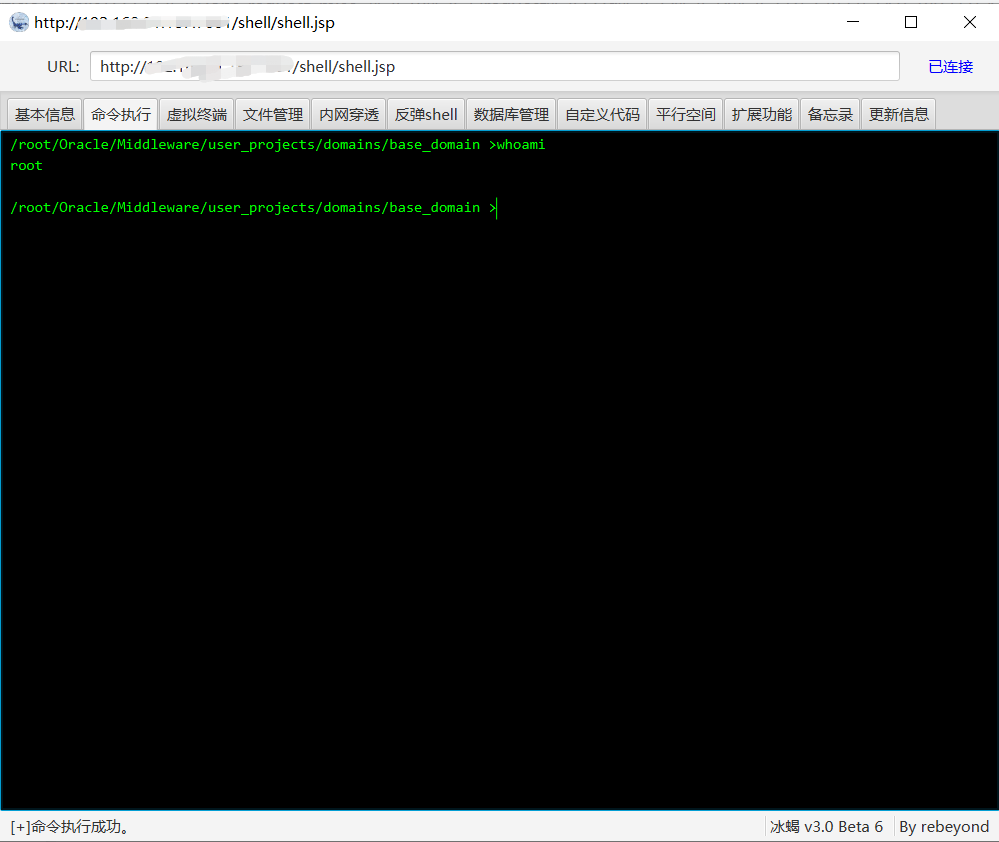 http:// /shell/shell.jsp
URL: http:// /shell/shell.jsp 已连接
基本信息 命令执行 虚拟终端 文件管理 内网穿透 反弹shell 数据库管理 自定义代码 平行空间 扩展功能 备忘录 更新信息
/root/Oracle/Middleware/user_projects/domains/base_domain >whoami
root
/root/Oracle/Middleware/user_projects/domains/base_domain >
[+]命令执行成功。 冰蝎 v3.0 Beta 6 By rebeyond